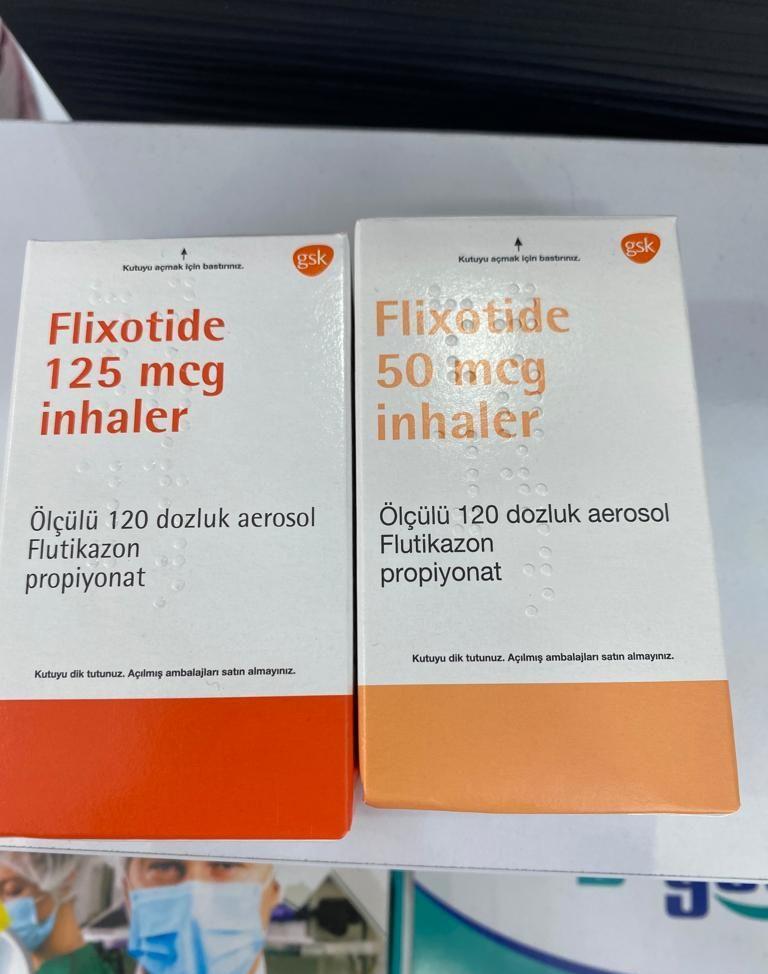 Kutuyu açmak için bastırınız.
gsk
Flixotide
125 mcg
inhaler
Ölçülü 120 dozluk aerosol
Flutikazon
propiyonat
Kutuyu dik tutunuz. Açılmış ambalajları satın almayınız.
Kutuyu açmak için bastırınız.
gsk
Flixotide
50 mcg
inhaler
Ölçülü 120 dozluk aerosol
Flutikazon
propiyonat
Kutuyu dik tutunuz. Açılmış ambalajları satın almayınız.